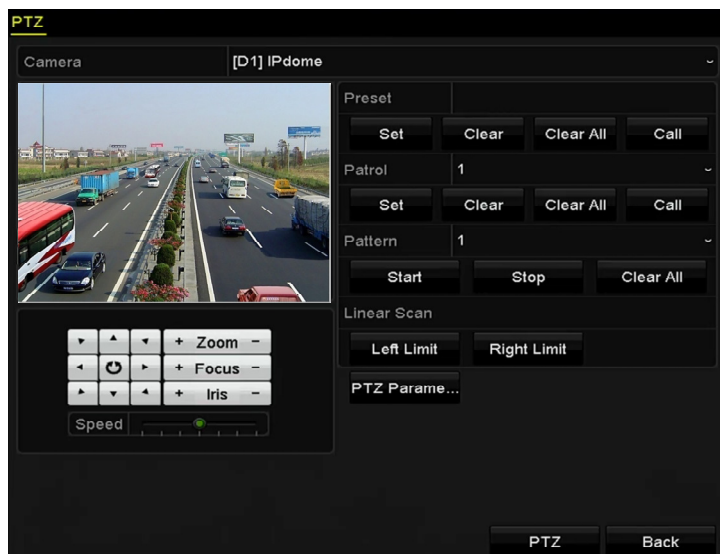 PTZ
Camera [D1] IPdome
Preset
Set Clear Clear All Call
Patrol 1
Set Clear Clear All Call
Pattern 1
Start Stop Clear All
Linear Scan
Left Limit Right Limit
PTZ Parame...
+ Zoom -
+ Focus -
+ Iris -
Speed
PTZ Back